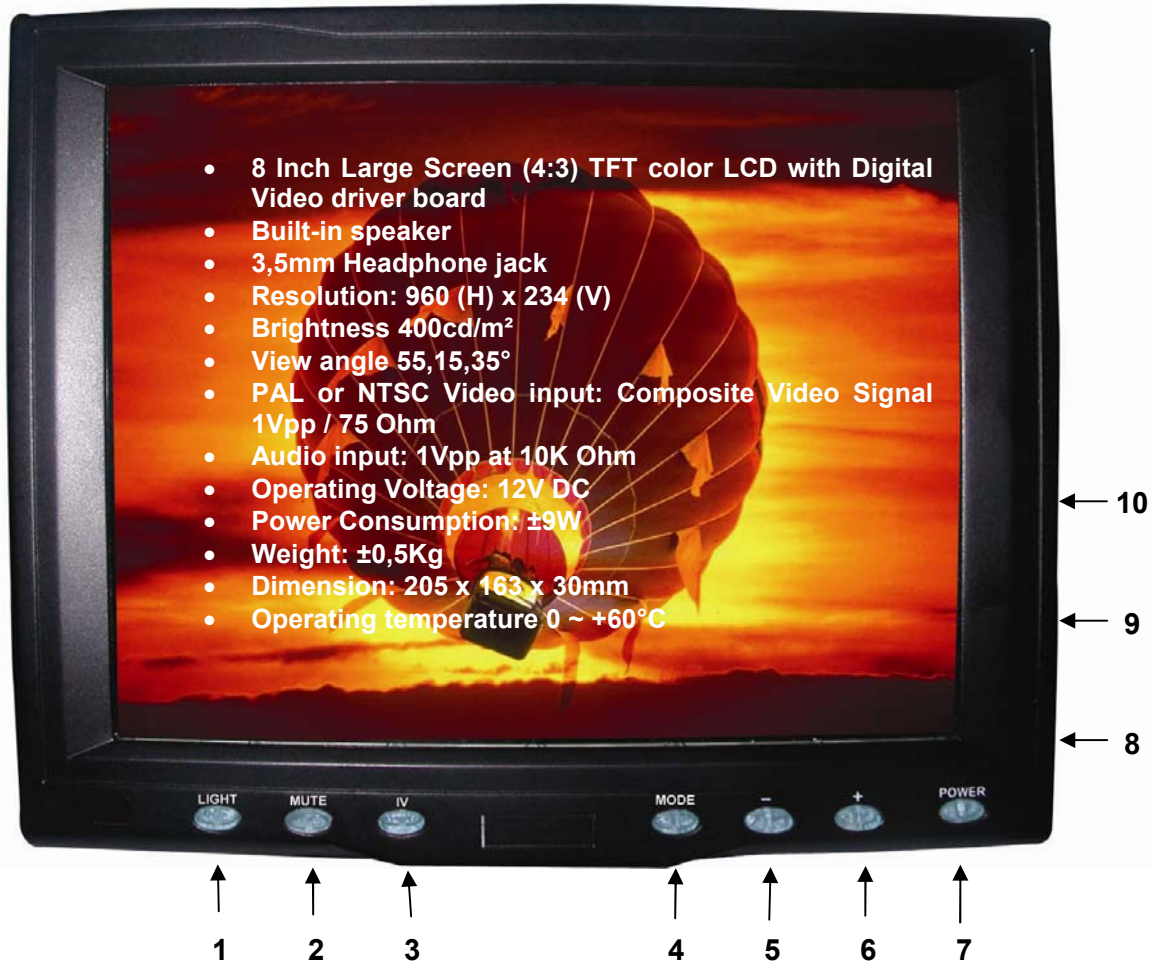 • 8 Inch Large Screen (4:3) TFT color LCD with Digital
Video driver board
• Built-in speaker
• 3,5mm Headphone jack
• Resolution: 960 (H) x 234 (V)
• Brightness 400cd/m²
• View angle 55,15,35°
• PAL or NTSC Video input: Composite Video Signal
1Vpp / 75 Ohm
• Audio input: 1Vpp at 10K Ohm
• Operating Voltage: 12V DC
• Power Consumption: ±9W
• Weight: ±0,5Kg
• Dimension: 205 x 163 x 30mm
• Operating temperature 0 ~ +60°C
10
9
8
LIGHT MUTE IV MODE − + POWER
1 2 3 4 5 6 7